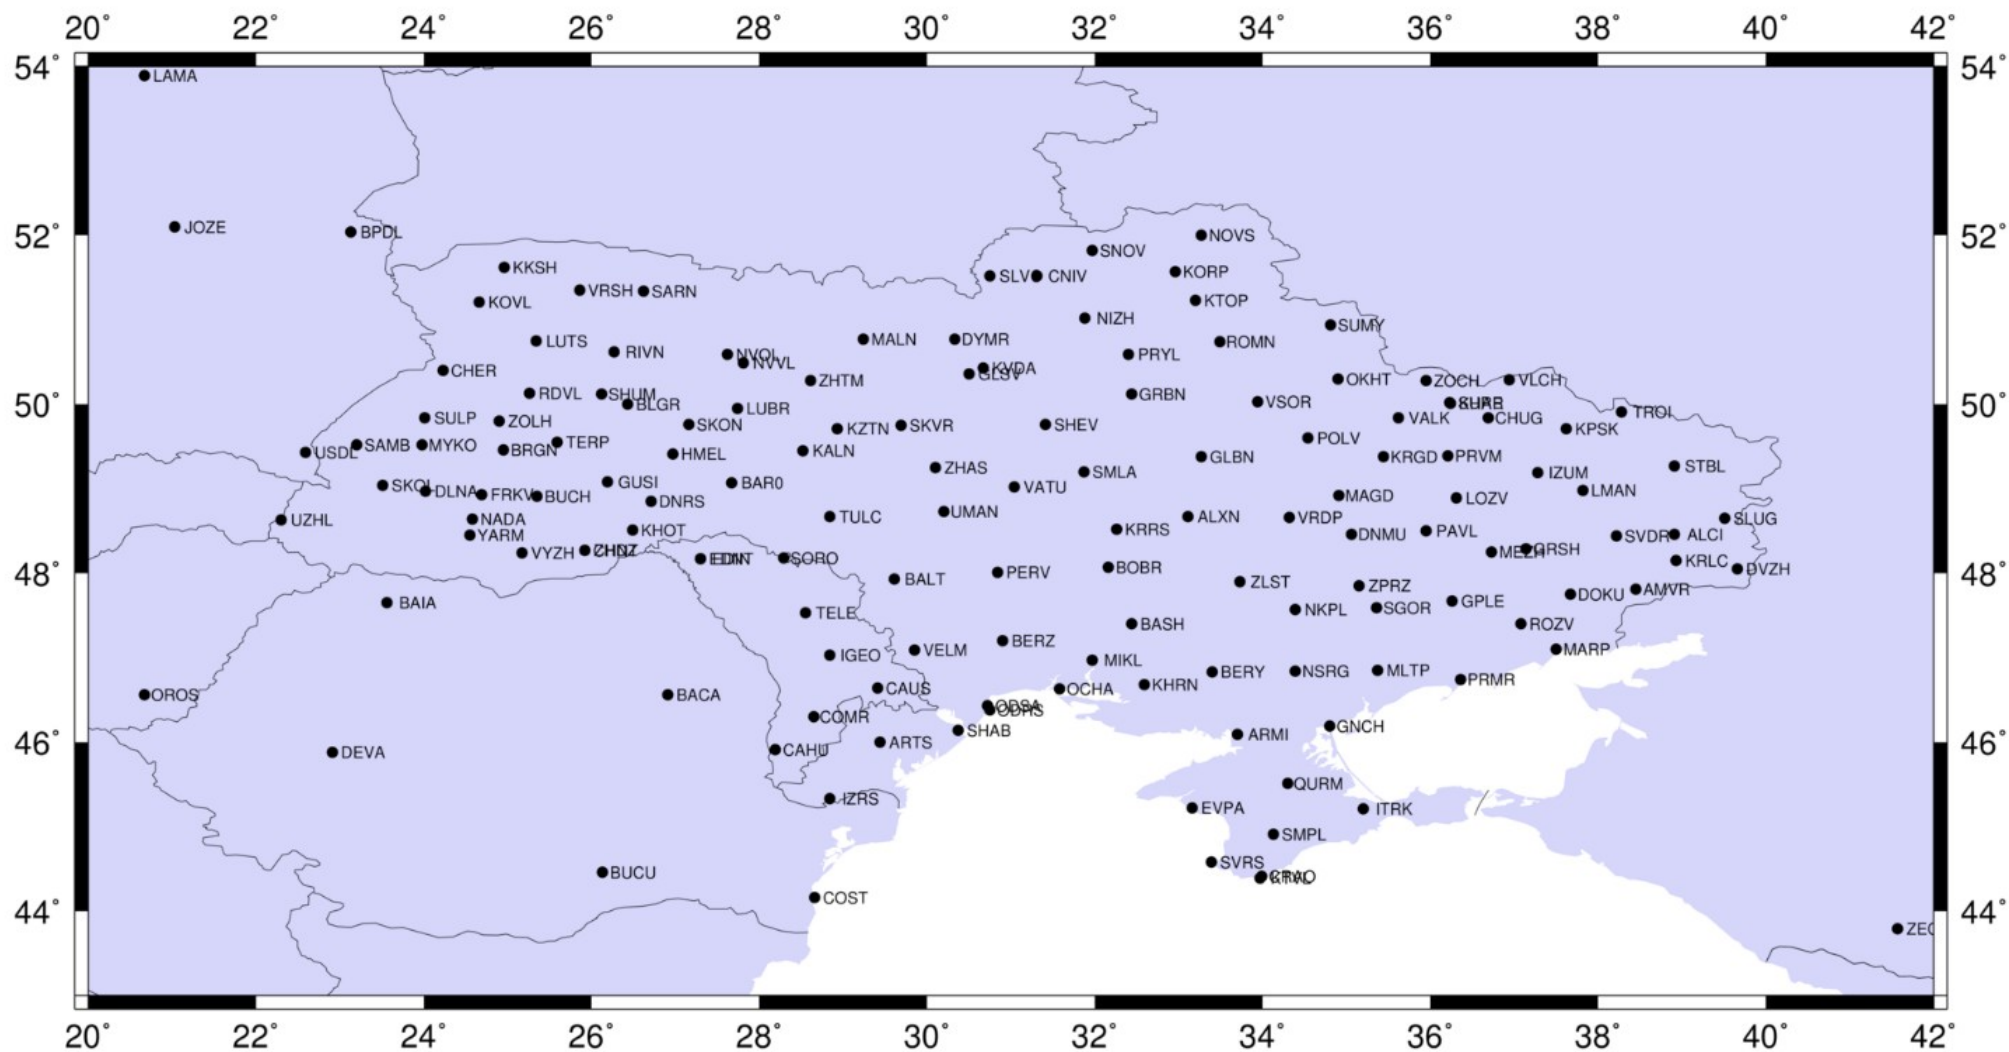 20° 22° 24° 26° 28° 30° 32° 34° 36° 38° 40° 42°
54° 54°
LAMA
JOZE
BPDL
52° 52°
NOVS
SNOV
KKSH
SLV CNIV KORP
VRSH SARN
KOVL KTOP
NIZH
SUMY
LUTS MALN DYMR ROMN
RIVN NVOL PRYL
NVVL
CHER KVDA
GLSV
ZHTM OKHT ZOCH VLCH
RDVL SHUM GRBN
BLGR LUBR VSOR
50° 50°
TROI
SULP ZOLH SKON KZTN SKVR SHEV VALK CHUG KPSK
SAMB MYKO BRGN TERP POLV
USDL HMEL KALN GLBN KRGD PRVM
ZHAS SMLA IZUM STBL
SKOL DLNA FRKV BUCH GUSI BAR0 VATU LMAN
DNRS MAGD LOZV
UZHL NADA TULC UMAN ALXN VRDP SLUG
YARM KHOT KRRS DNMU PAVL SVDR ALCI
VYZH CHNT SORO GRSH
KRLC
48° 48°
BALT PERV BOBR ZLST ZPRZ DVZH
BAIA TELE NKPL SGOR GPLE DOKU AMVR
BASH ROZV
IGEO VELM BERZ MARP
MIKL
OROS BACA CAUS OCHA KHRN BERY NSRG MLTP PRMR
COMR ODSA
SHAB GNCH
46° 46°
DEVA CAHU ARTS ARMI
QURM
IZRS EVPA ITRK
SMPL
BUCU SVRS
CRAO
COST
44° 44°
20° 22° 24° 26° 28° 30° 32° 34° 36° 38° 40° 42°